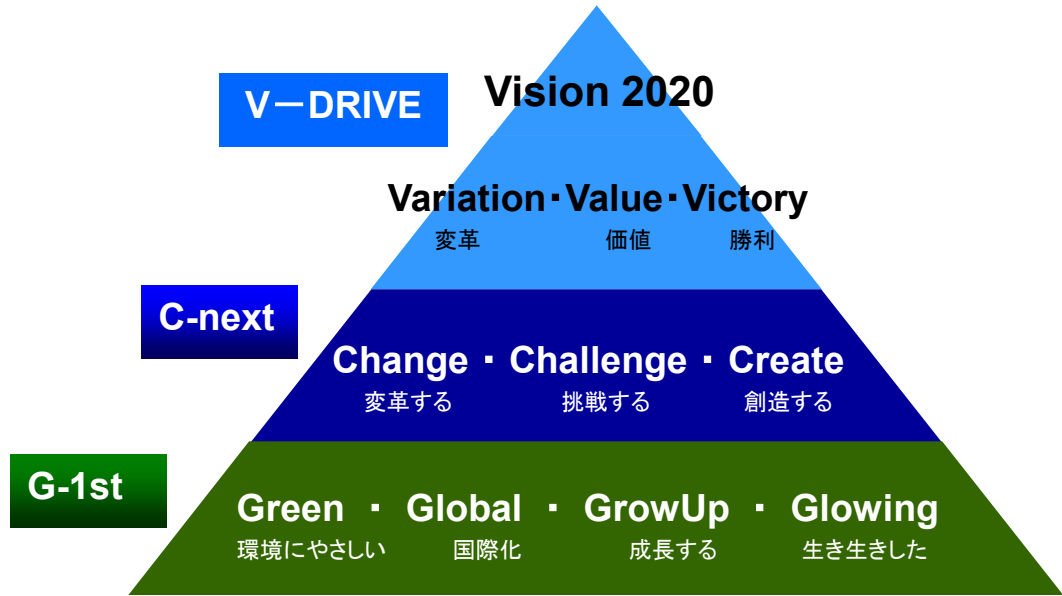 V－DRIVE
Vision 2020
Variation・Value・Victory
変革 価値 勝利
C-next
Change ・ Challenge ・ Create
変革する 挑戦する 創造する
G-1st
Green ・ Global ・ GrowUp ・ Glowing
環境にやさしい 国際化 成長する 生き生きした